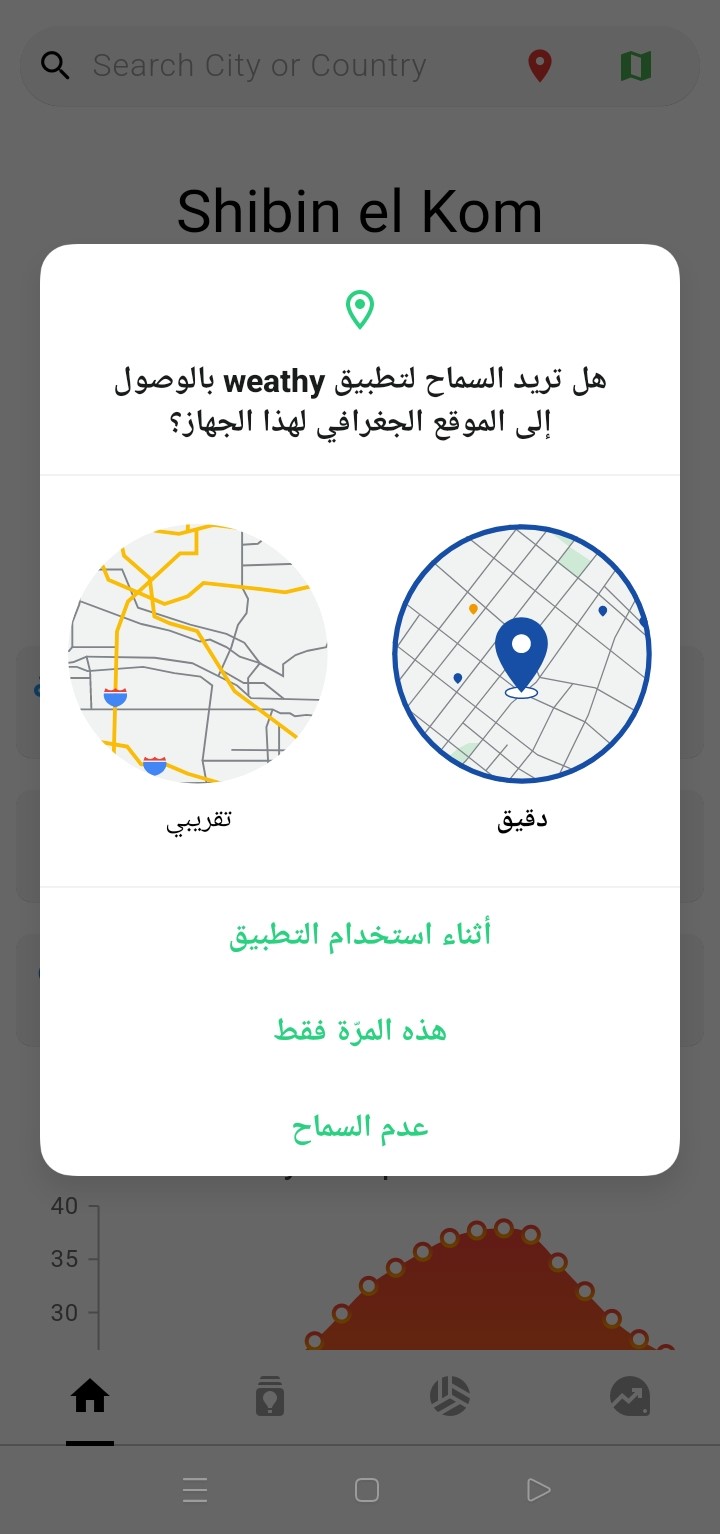 Search City or Country
Shibin el Kom
هل تريد السماح لتطبيق weathy بالوصول
إلى الموقع الجغرافي لهذا الجهاز؟
دقيق
تقريبي
أثناء استخدام التطبيق
هذه المرّة فقط
عدم السماح
40
35
30